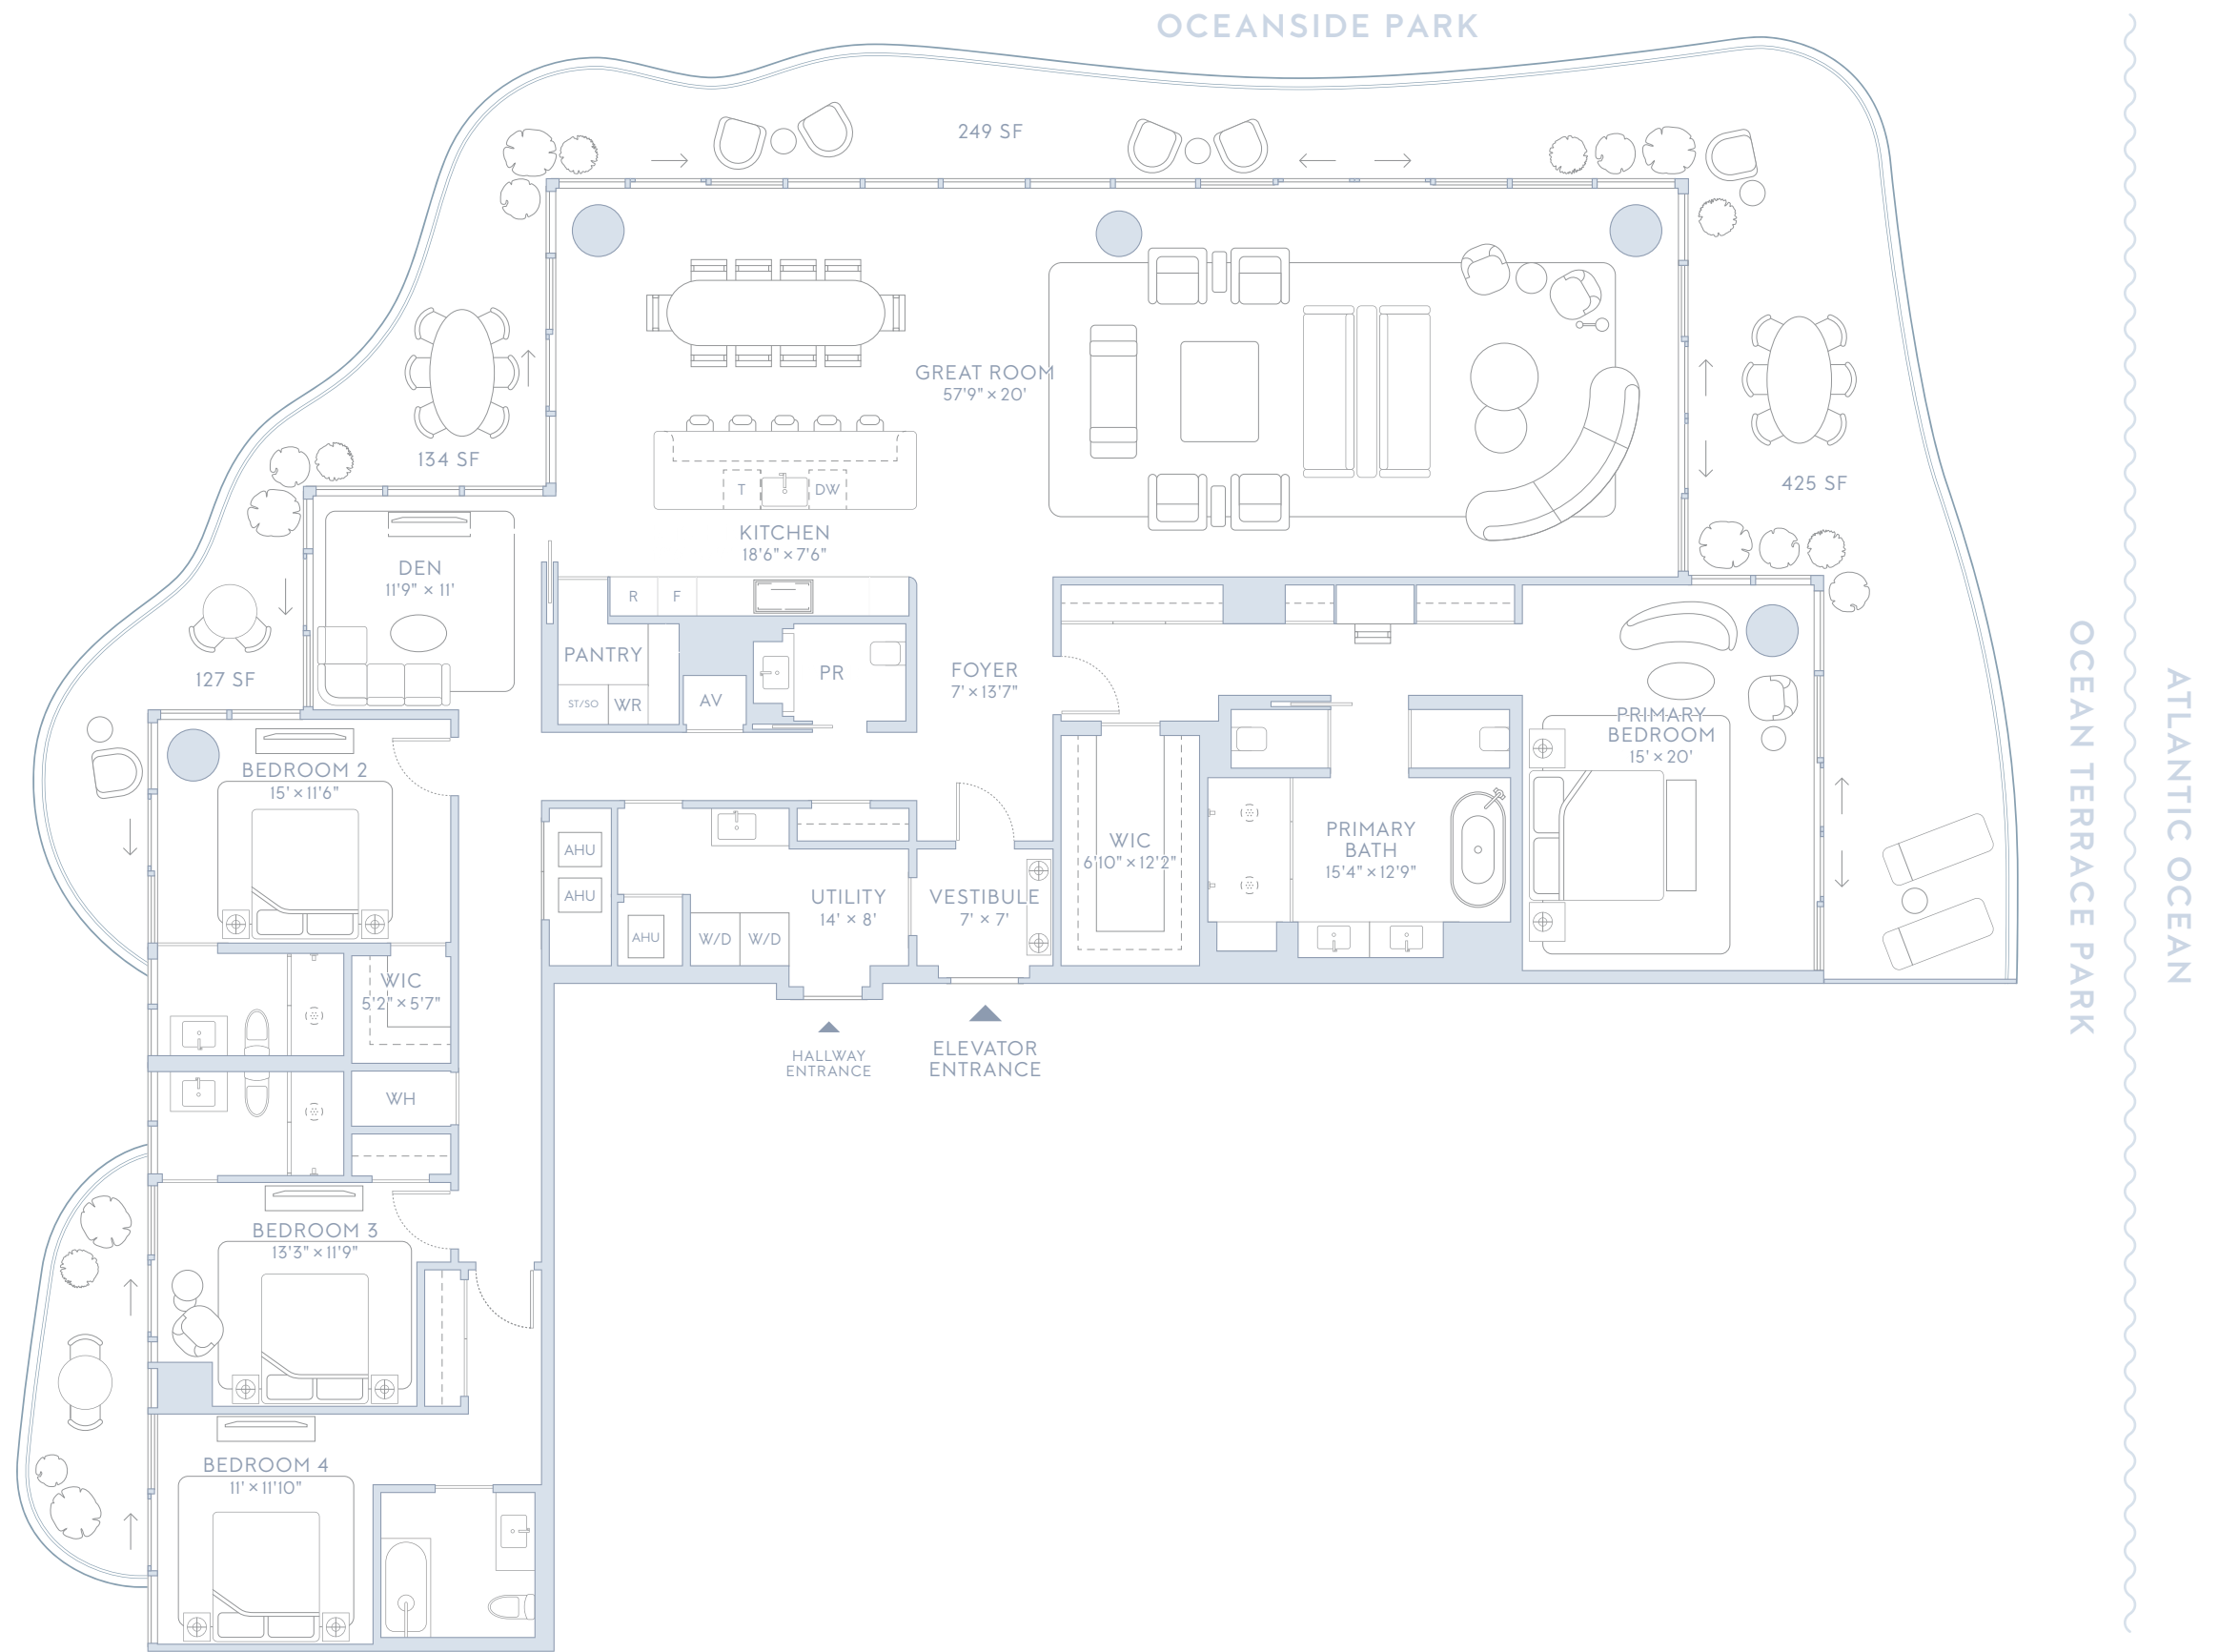 OCEANSIDE PARK
249 SF
GREAT ROOM
57'9" × 20'
134 SF
T
DW
425 SF
KITCHEN
18'6" × 7'6"
DEN
11'9" × 11'
R
F
PANTRY
ST/SO
WR
AV
PR
FOYER
7' × 13'7"
127 SF
PRIMARY
BEDROOM
15' × 20'
BEDROOM 2
15' × 11'6"
AHU
AHU
AHU
W/D
W/D
UTILITY
14' × 8'
VESTIBULE
7' × 7'
WIC
6'10" × 12'2"
PRIMARY
BATH
15'4" × 12'9"
WIC
5'2" × 5'7"
HALLWAY
ENTRANCE
ELEVATOR
ENTRANCE
WH
BEDROOM 3
13'3" × 11'9"
BEDROOM 4
11' × 11'10"
OCEAN TERRACE PARK
ATLANTIC OCEAN